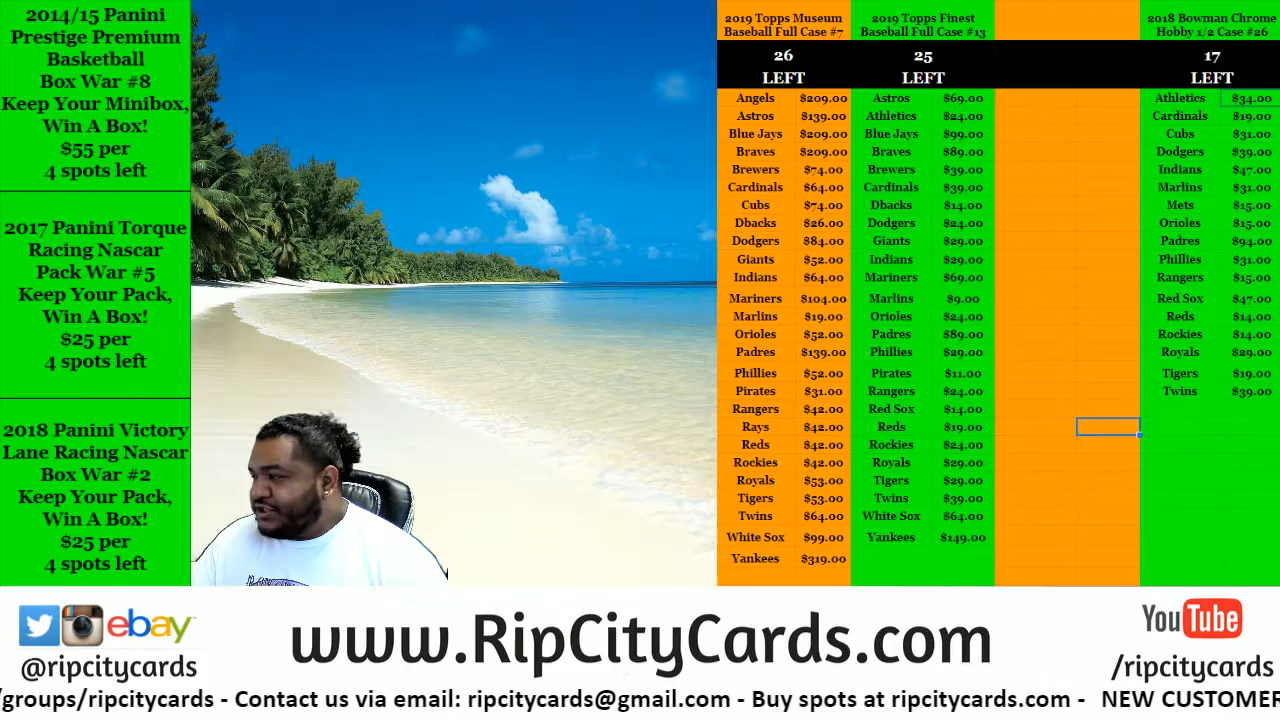 2014/15 Panini
Prestige Premium
Basketball
Box War #8
Keep Your Minibox,
Win A Box!
$55 per
4 spots left
2017 Panini Torque
Racing Nascar
Pack War #5
Keep Your Pack,
Win A Box!
$25 per
4 spots left
2018 Panini Victory
Lane Racing Nascar
Box War #2
Keep Your Pack,
Win A Box!
$25 per
4 spots left
2019 Topps Museum
Baseball Full Case #7
26
LEFT
Angels $209.00
Astros $139.00
Blue Jays $209.00
Braves $209.00
Brewers $74.00
Cardinals $64.00
Cubs $74.00
Dbacks $26.00
Dodgers $84.00
Giants $52.00
Indians $64.00
Mariners $104.00
Marlins $19.00
Orioles $52.00
Padres $139.00
Phillies $52.00
Pirates $31.00
Rangers $42.00
Rays $42.00
Reds $42.00
Rockies $42.00
Royals $53.00
Tigers $53.00
Twins $64.00
White Sox $99.00
Yankees $319.00
2019 Topps Finest
Baseball Full Case #13
25
LEFT
Astros $69.00
Athletics $24.00
Blue Jays $99.00
Braves $89.00
Brewers $39.00
Cardinals $39.00
Dbacks $14.00
Dodgers $24.00
Giants $29.00
Indians $29.00
Mariners $69.00
Marlins $9.00
Orioles $24.00
Padres $89.00
Phillies $29.00
Pirates $11.00
Rangers $24.00
Red Sox $14.00
Reds $19.00
Rockies $24.00
Royals $29.00
Tigers $29.00
Twins $39.00
White Sox $64.00
Yankees $149.00
2018 Bowman Chrome
Hobby 1/2 Case #26
17
LEFT
Athletics $34.00
Cardinals $19.00
Cubs $31.00
Dodgers $39.00
Indians $47.00
Marlins $31.00
Mets $15.00
Orioles $15.00
Padres $94.00
Phillies $31.00
Rangers $15.00
Red Sox $47.00
Reds $14.00
Rockies $14.00
Royals $29.00
Tigers $19.00
Twins $39.00
ebay
@ripcitycards
www.RipCityCards.com
YouTube
/ripcitycards
/groups/ripcitycards - Contact us via email: ripcitycards@gmail.com - Buy spots at ripcitycards.com - NEW CUSTOMER